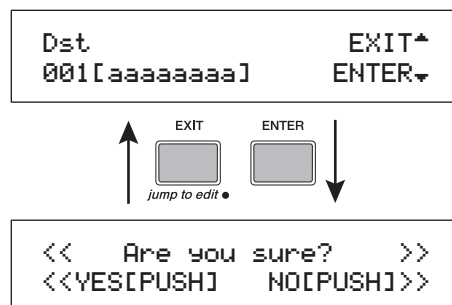 Dst EXIT▲
001[aaaaaaaa] ENTER▼
EXIT ENTER
jump to edit ●
<< Are you sure? >>
<<YES[PUSH] NO[PUSH]>>